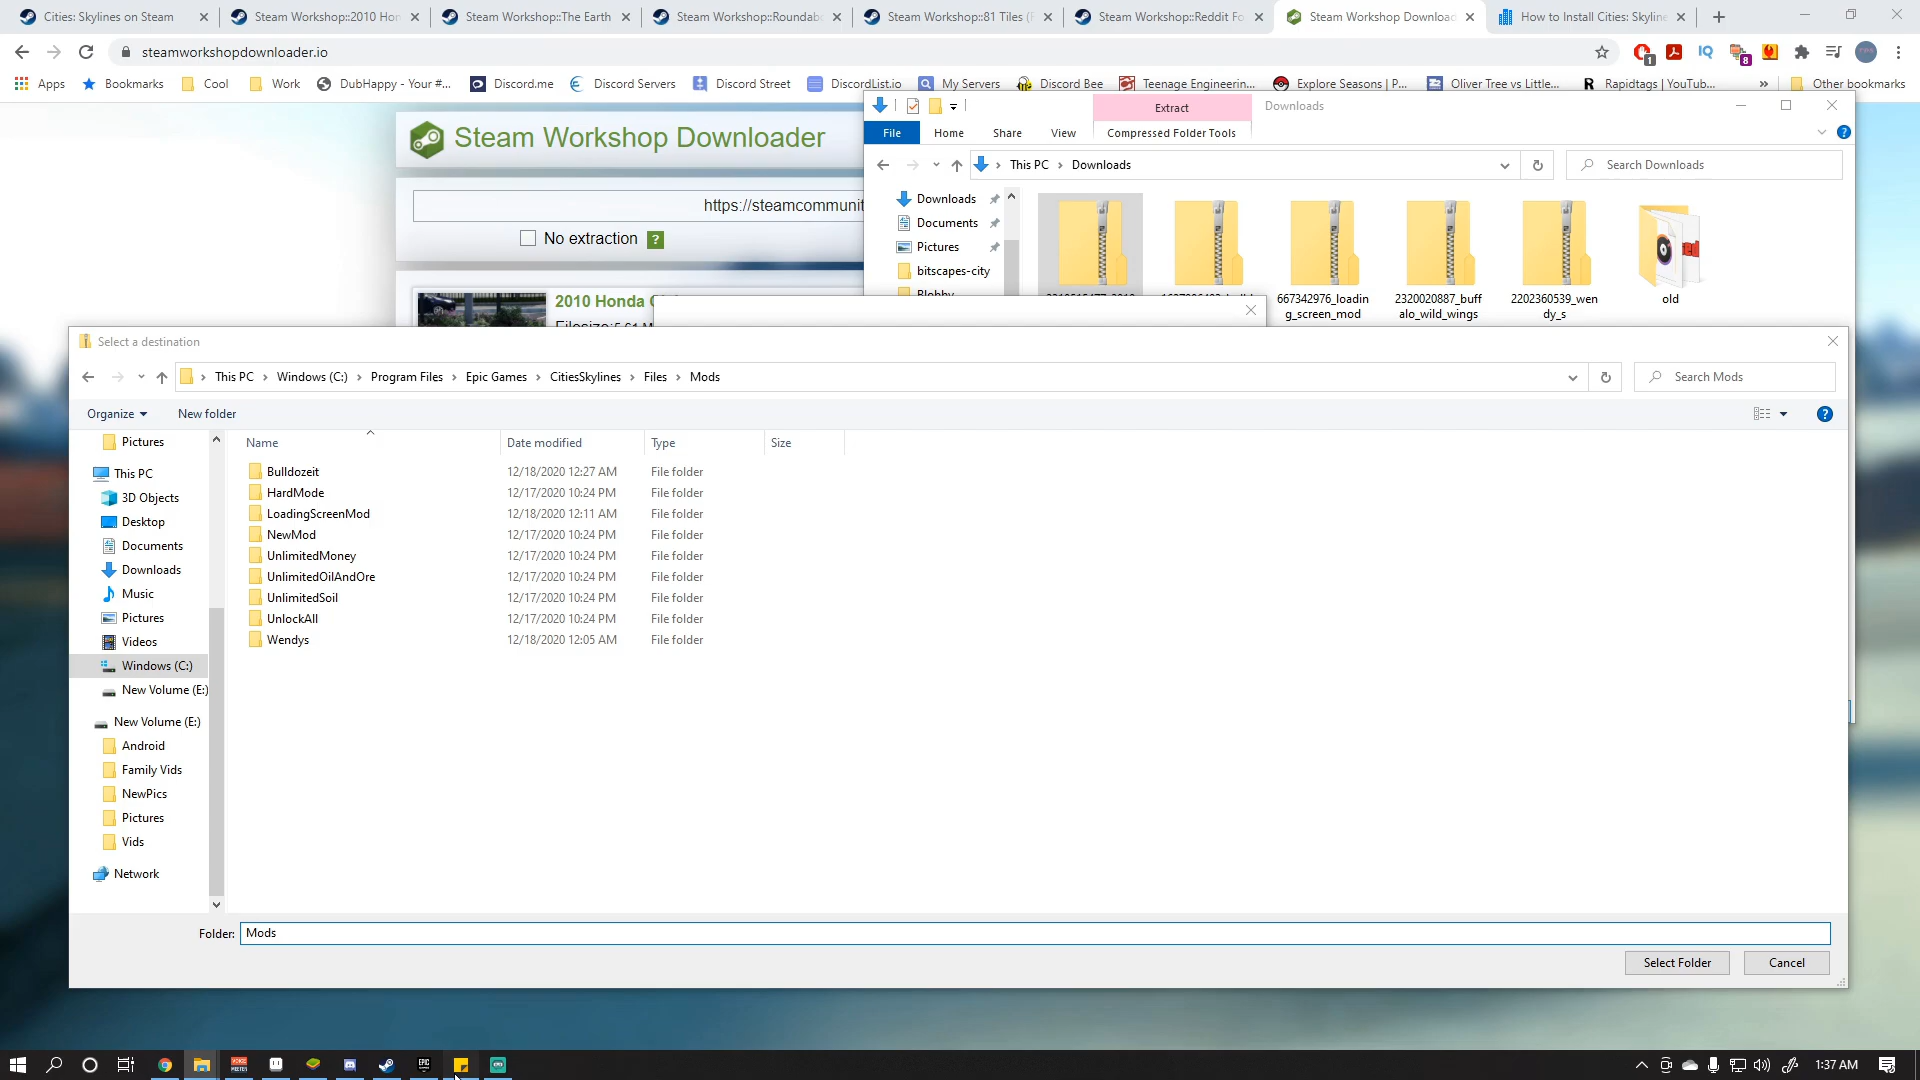 Cities: Skylines on Steam
Steam Workshop::2010 Hon
Steam Workshop::The Earth
Steam Workshop::Roundabo
Steam Workshop::81 Tiles (F
Steam Workshop::Reddit Fo
Steam Workshop Downloa
How to Install Cities: Skyline
steamworkshopdownloader.io
IQ
1
8
Apps
Bookmarks
Cool
Work
DubHappy - Your #...
Discord.me
Discord Servers
Discord Street
DiscordList.io
My Servers
Discord Bee
Teenage Engineerin...
Explore Seasons | P...
Oliver Tree vs Little...
Rapidtags | YouTub...
»
Other bookmarks
Steam Workshop Downloader
https://steamcommunit
No extraction ?
2010 Honda
Extract
Downloads
File
Home
Share
View
Compressed Folder Tools
This PC
Downloads
Search Downloads
Downloads
Documents
Pictures
bitscapes-city
667342976_loadin
g_screen_mod
2320020887_buff
alo_wild_wings
2202360539_wen
dy_s
old
Select a destination
This PC
Windows (C:)
Program Files
Epic Games
CitiesSkylines
Files
Mods
Search Mods
Organize
New folder
Pictures
This PC
3D Objects
Desktop
Documents
Downloads
Music
Pictures
Videos
Windows (C:)
New Volume (E:)
New Volume (E:)
Android
Family Vids
NewPics
Pictures
Vids
Network
Name Date modified Type Size
Bulldozeit 12/18/2020 12:27 AM File folder
HardMode 12/17/2020 10:24 PM File folder
LoadingScreenMod 12/18/2020 12:11 AM File folder
NewMod 12/17/2020 10:24 PM File folder
UnlimitedMoney 12/17/2020 10:24 PM File folder
UnlimitedOilAndOre 12/17/2020 10:24 PM File folder
UnlimitedSoil 12/17/2020 10:24 PM File folder
UnlockAll 12/17/2020 10:24 PM File folder
Wendys 12/18/2020 12:05 AM File folder
Folder: Mods
Select Folder
Cancel
1:37 AM